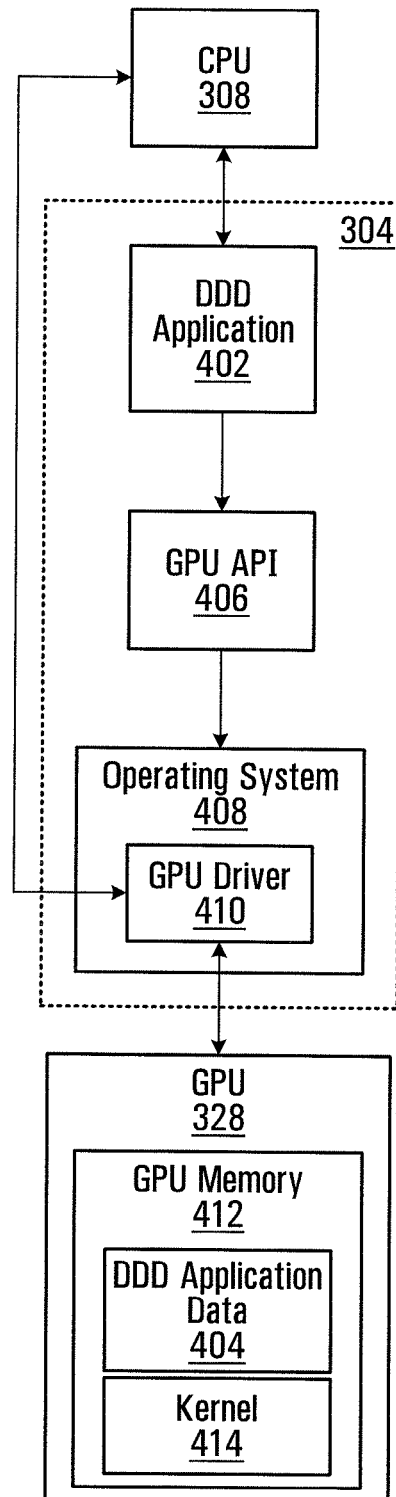 CPU
308
304
DDD
Application
402
GPU API
406
Operating System
408
GPU Driver
410
GPU
328
GPU Memory
412
DDD Application
Data
404
Kernel
414